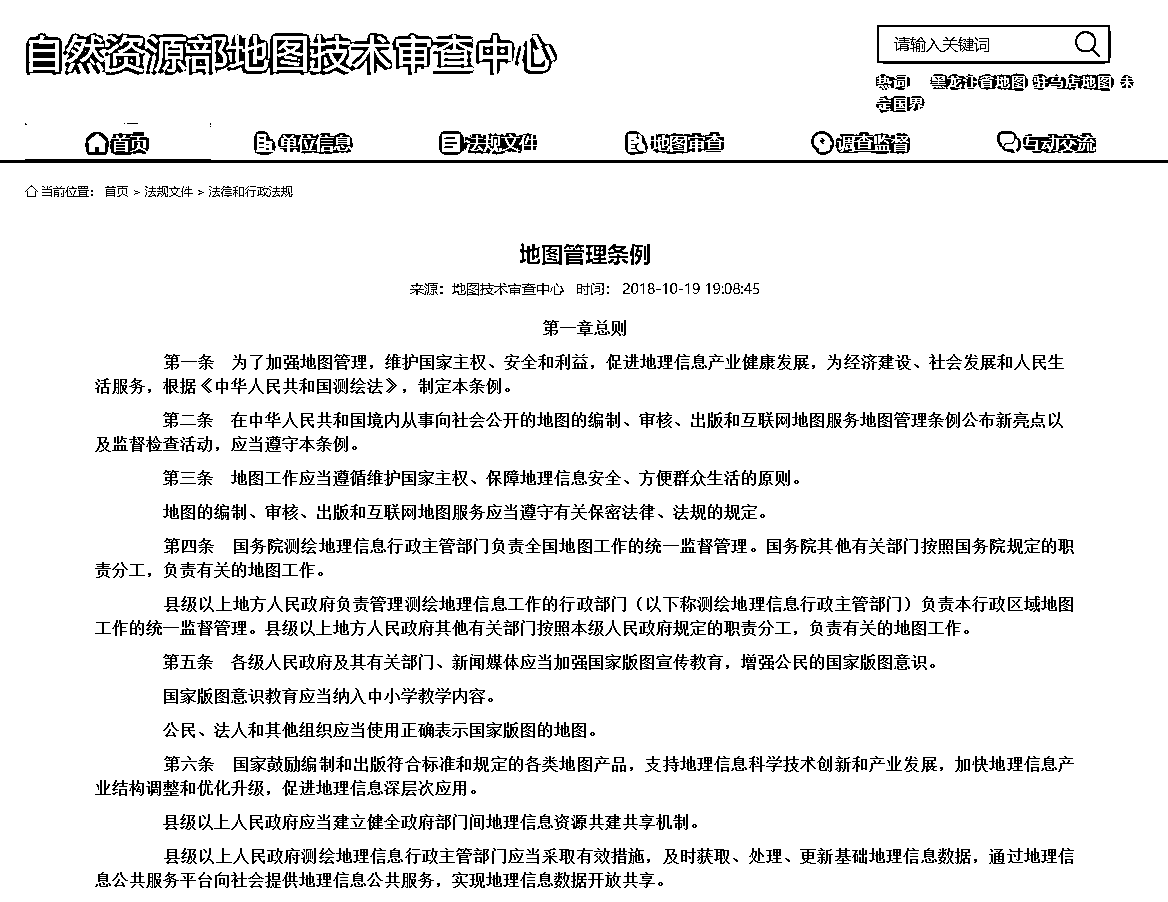 自然资源部地图技术审查中心
请输入关键词
热词 黑龙江省地图 驻马店地图 未
定国界
首页 单位信息 法规文件 地图审查 调查监督 互动交流
当前位置： 首页 > 法规文件 > 法律和行政法规
地图管理条例
来源：地图技术审查中心 时间： 2018-10-19 19:08:45
第一章总则
第一条 为了加强地图管理，维护国家主权、安全和利益，促进地理信息产业健康发展，为经济建设、社会发展和人民生
活服务，根据《中华人民共和国测绘法》，制定本条例。
第二条 在中华人民共和国境内从事向社会公开的地图的编制、审核、出版和互联网地图服务地图管理条例公布新亮点以
及监督检查活动，应当遵守本条例。
第三条 地图工作应当遵循维护国家主权、保障地理信息安全、方便群众生活的原则。
地图的编制、审核、出版和互联网地图服务应当遵守有关保密法律、法规的规定。
第四条 国务院测绘地理信息行政主管部门负责全国地图工作的统一监督管理。国务院其他有关部门按照国务院规定的职
责分工，负责有关的地图工作。
县级以上地方人民政府负责管理测绘地理信息工作的行政部门（以下称测绘地理信息行政主管部门）负责本行政区域地图
工作的统一监督管理。县级以上地方人民政府其他有关部门按照本级人民政府规定的职责分工，负责有关的地图工作。
第五条 各级人民政府及其有关部门、新闻媒体应当加强国家版图宣传教育，增强公民的国家版图意识。
国家版图意识教育应当纳入中小学教学内容。
公民、法人和其他组织应当使用正确表示国家版图的地图。
第六条 国家鼓励编制和出版符合标准和规定的各类地图产品，支持地理信息科学技术创新和产业发展，加快地理信息产
业结构调整和优化升级，促进地理信息深层次应用。
县级以上人民政府应当建立健全政府部门间地理信息资源共建共享机制。
县级以上人民政府测绘地理信息行政主管部门应当采取有效措施，及时获取、处理、更新基础地理信息数据，通过地理信
息公共服务平台向社会提供地理信息公共服务，实现地理信息数据开放共享。